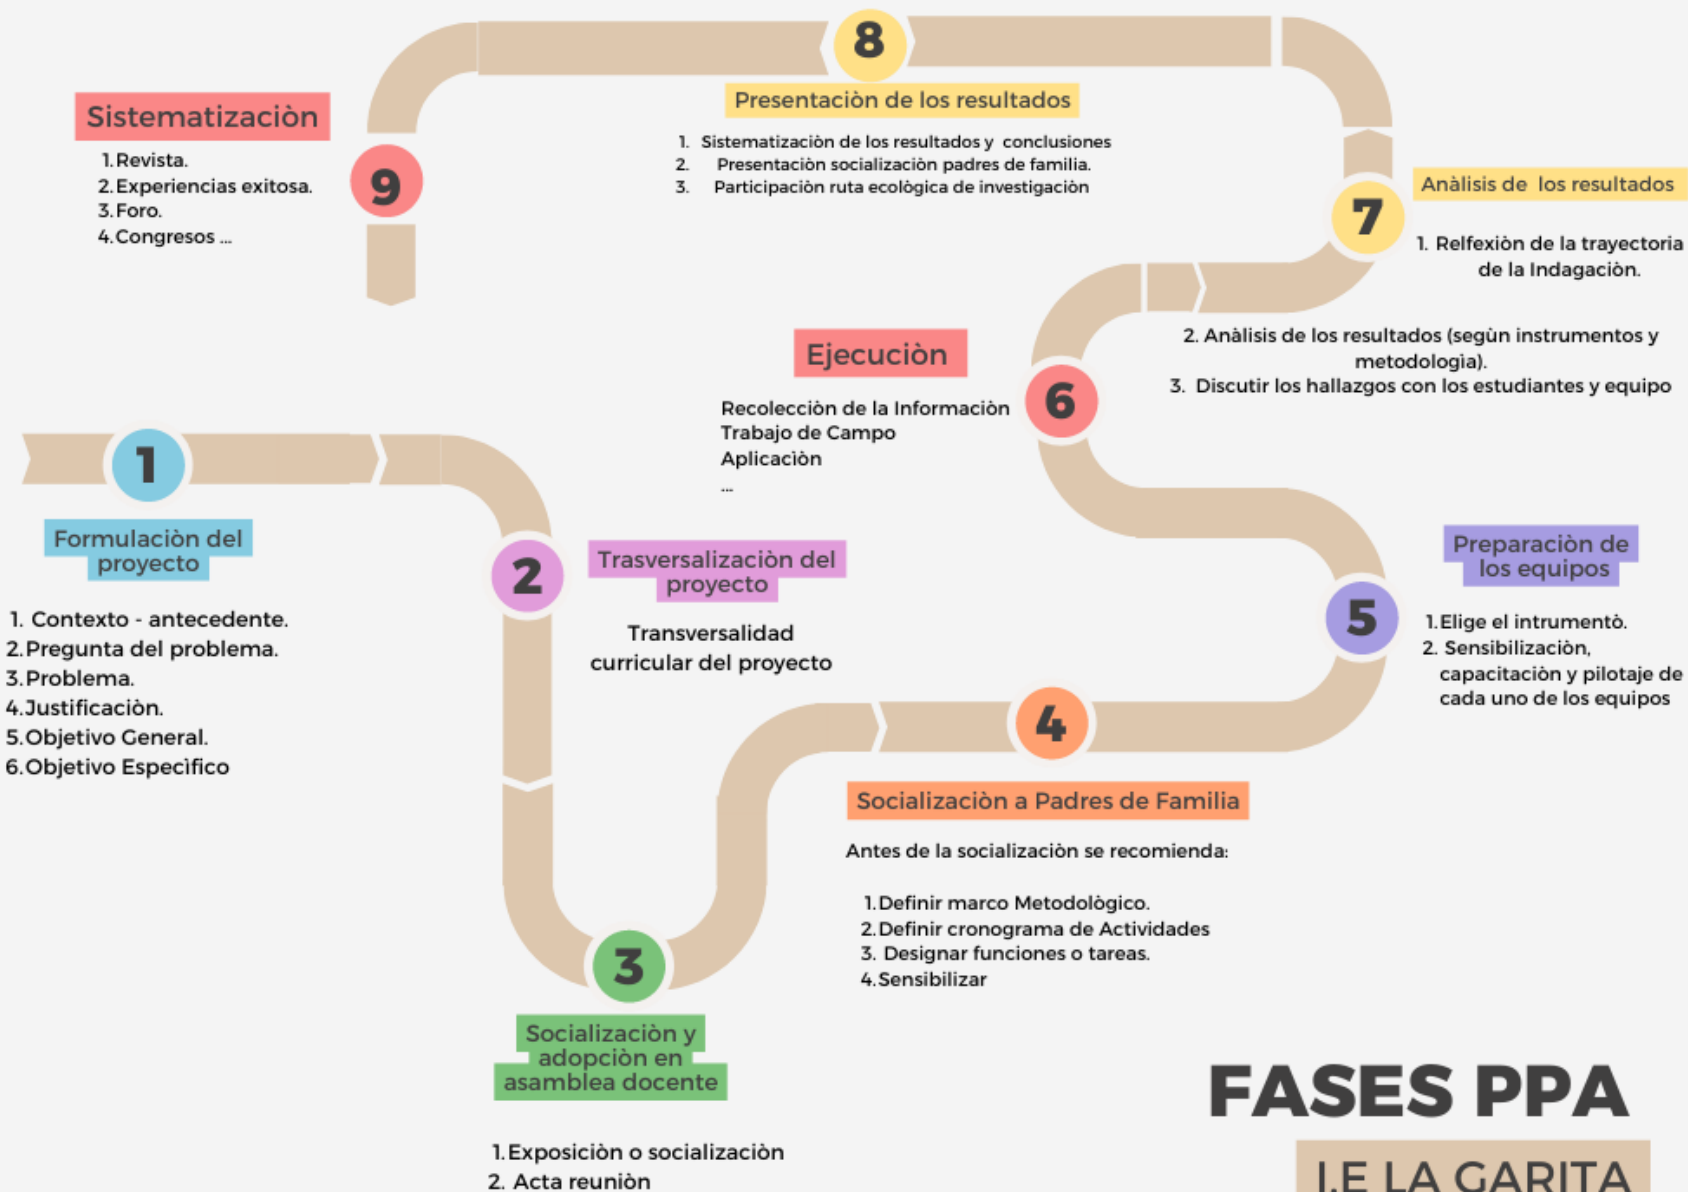 1
Formulaciòn del
proyecto
1. Contexto - antecedente.
2. Pregunta del problema.
3. Problema.
4. Justificaciòn.
5. Objetivo General.
6. Objetivo Especìfico
2
Trasversalizaciòn del
proyecto
Transversalidad
curricular del proyecto
3
Socializaciòn y
adopciòn en
asamblea docente
1. Exposiciòn o socializaciòn
2. Acta reuniòn
4
Socializaciòn a Padres de Familia
Antes de la socializaciòn se recomienda:
1. Definir marco Metodològico.
2. Definir cronograma de Actividades
3. Designar funciones o tareas.
4. Sensibilizar
5
Preparaciòn de
los equipos
1. Elige el intrumentò.
2. Sensibilizaciòn,
capacitaciòn y pilotaje de
cada uno de los equipos
6
Ejecuciòn
Recolecciòn de la Informaciòn
Trabajo de Campo
Aplicaciòn
...
7
Anàlisis de los resultados
1. Relfexiòn de la trayectoria
de la Indagaciòn.
2. Anàlisis de los resultados (segùn instrumentos y
metodologìa).
3. Discutir los hallazgos con los estudiantes y equipo
8
Presentaciòn de los resultados
1. Sistematizaciòn de los resultados y conclusiones
2. Presentaciòn socializaciòn padres de familia.
3. Participaciòn ruta ecològica de investigaciòn
9
Sistematizaciòn
1. Revista.
2. Experiencias exitosa.
3. Foro.
4. Congresos ...
FASES PPA
I.E LA GARITA